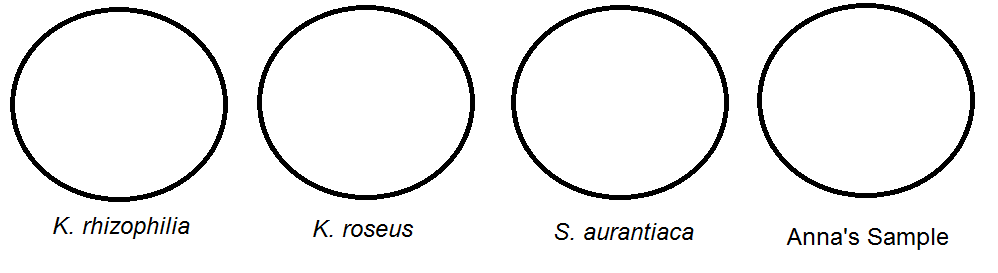 K. rhizophilia
K. roseus
S. aurantiaca
Anna's Sample